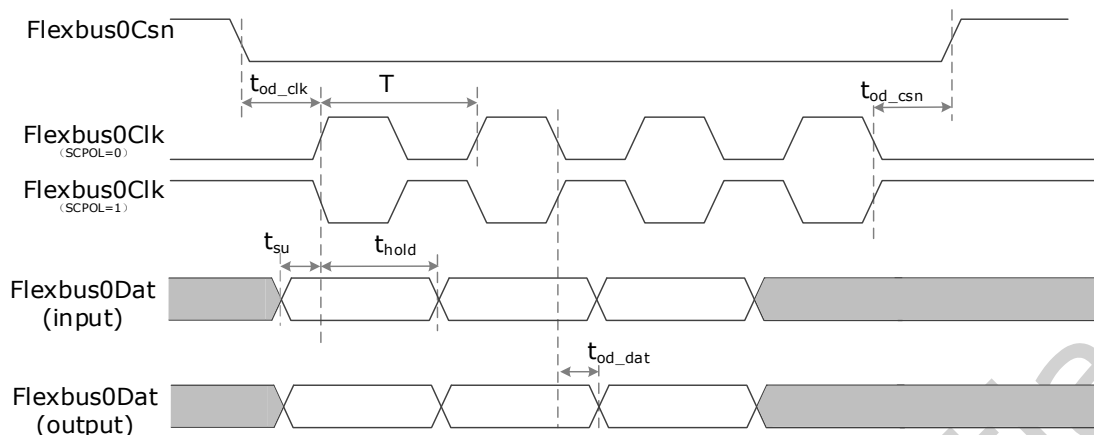 Flexbus0Csn
t_od_clk
T
t_od_csn
Flexbus0Clk
（SCPOL=0）
Flexbus0Clk
（SCPOL=1）
t_su
t_hold
Flexbus0Dat
(input)
t_od_dat
Flexbus0Dat
(output)